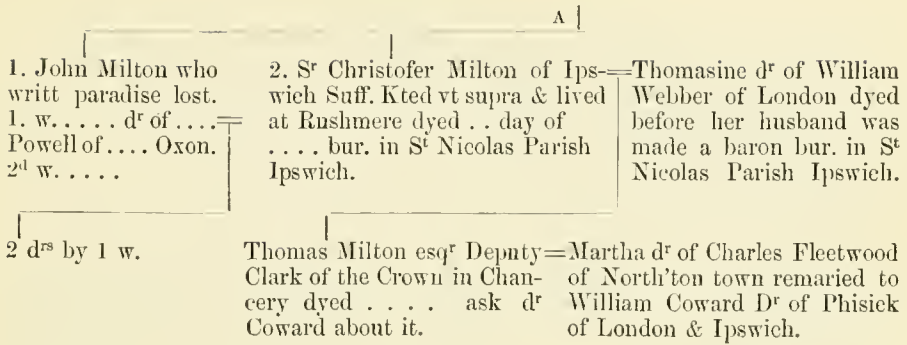 A
1. John Milton who
writt paradise lost.
1. w. . . . . dʳ of . . . .
Powell of . . . . Oxon.
2ᵈ w. . . . .
2. Sʳ Christofer Milton of Ips-
wich Suff. Kted vt supra & lived
at Rushmere dyed . . day of
. . . . bur. in Sᵗ Nicolas Parish
Ipswich.
Thomasine dʳ of William
Webber of London dyed
before her husband was
made a baron bur. in Sᵗ
Nicolas Parish Ipswich.
2 dʳˢ by 1 w.
Thomas Milton esqʳ Deputy
Clark of the Crown in Chan-
cery dyed . . . . ask dʳ
Coward about it.
Martha dʳ of Charles Fleetwood
of North'ton town remaried to
William Coward Dʳ of Phisick
of London & Ipswich.